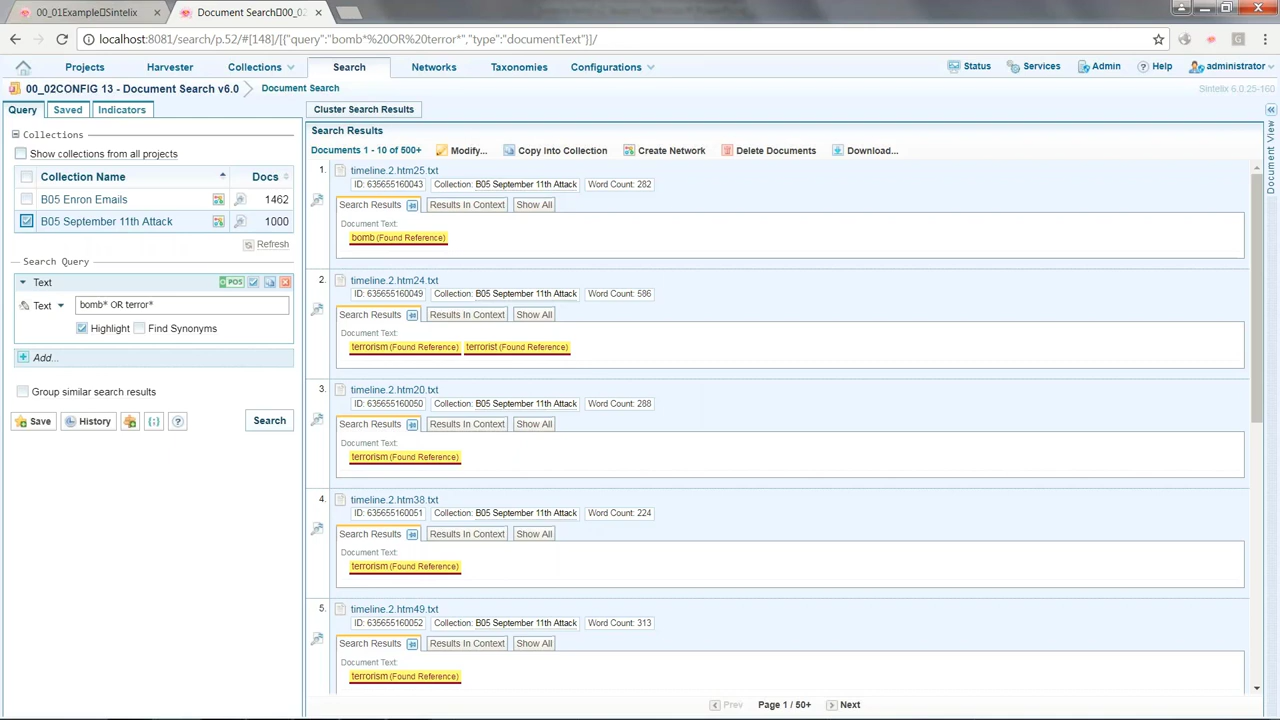 00_01Example Sintelix
Document Search 00_02
localhost:8081/search/p.52/#[148]/[{"query":"bomb*%20OR%20terror*","type":"documentText"}]/
Projects Harvester Collections Search Networks Taxonomies Configurations Status Services Admin Help administrator
00_02CONFIG 13 - Document Search v6.0 Document Search Sintelix 6.0.25-160
Query Saved Indicators
Collections
Show collections from all projects
Collection Name Docs
B05 Enron Emails 1462
B05 September 11th Attack 1000
Refresh
Search Query
Text POS
Text bomb* OR terror*
Highlight Find Synonyms
Add...
Group similar search results
Save History ? Search
Cluster Search Results
Search Results
Documents 1 - 10 of 500+ Modify... Copy Into Collection Create Network Delete Documents Download...
1. timeline.2.htm25.txt
ID: 635655160043 Collection: B05 September 11th Attack Word Count: 282
Search Results Results In Context Show All
Document Text:
bomb (Found Reference)
2. timeline.2.htm24.txt
ID: 635655160049 Collection: B05 September 11th Attack Word Count: 586
Search Results Results In Context Show All
Document Text:
terrorism (Found Reference) terrorist (Found Reference)
3. timeline.2.htm20.txt
ID: 635655160050 Collection: B05 September 11th Attack Word Count: 288
Search Results Results In Context Show All
Document Text:
terrorism (Found Reference)
4. timeline.2.htm38.txt
ID: 635655160051 Collection: B05 September 11th Attack Word Count: 224
Search Results Results In Context Show All
Document Text:
terrorism (Found Reference)
5. timeline.2.htm49.txt
ID: 635655160052 Collection: B05 September 11th Attack Word Count: 313
Search Results Results In Context Show All
Document Text:
terrorism (Found Reference)
Prev Page 1 / 50+ Next
Document View